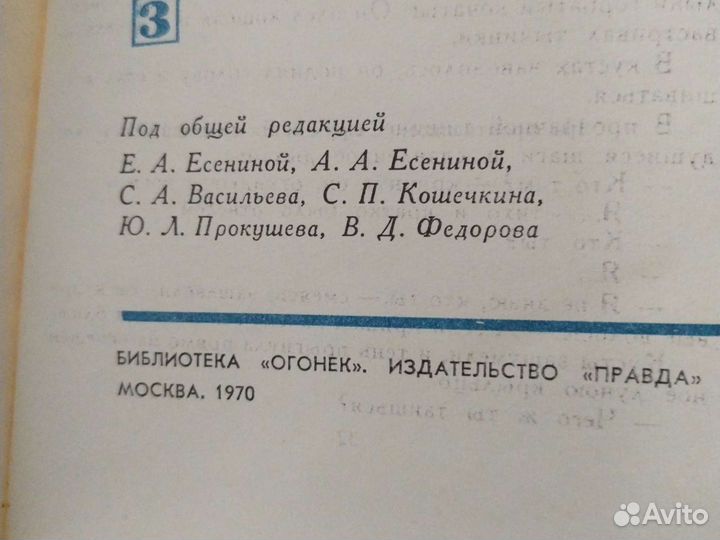 3
Под общей редакцией
Е. А. Есениной, А. А. Есениной,
С. А. Васильева, С. П. Кошечкина,
Ю. Л. Прокушева, В. Д. Федорова
БИБЛИОТЕКА «ОГОНЕК». ИЗДАТЕЛЬСТВО «ПРАВДА»
МОСКВА. 1970
Avito